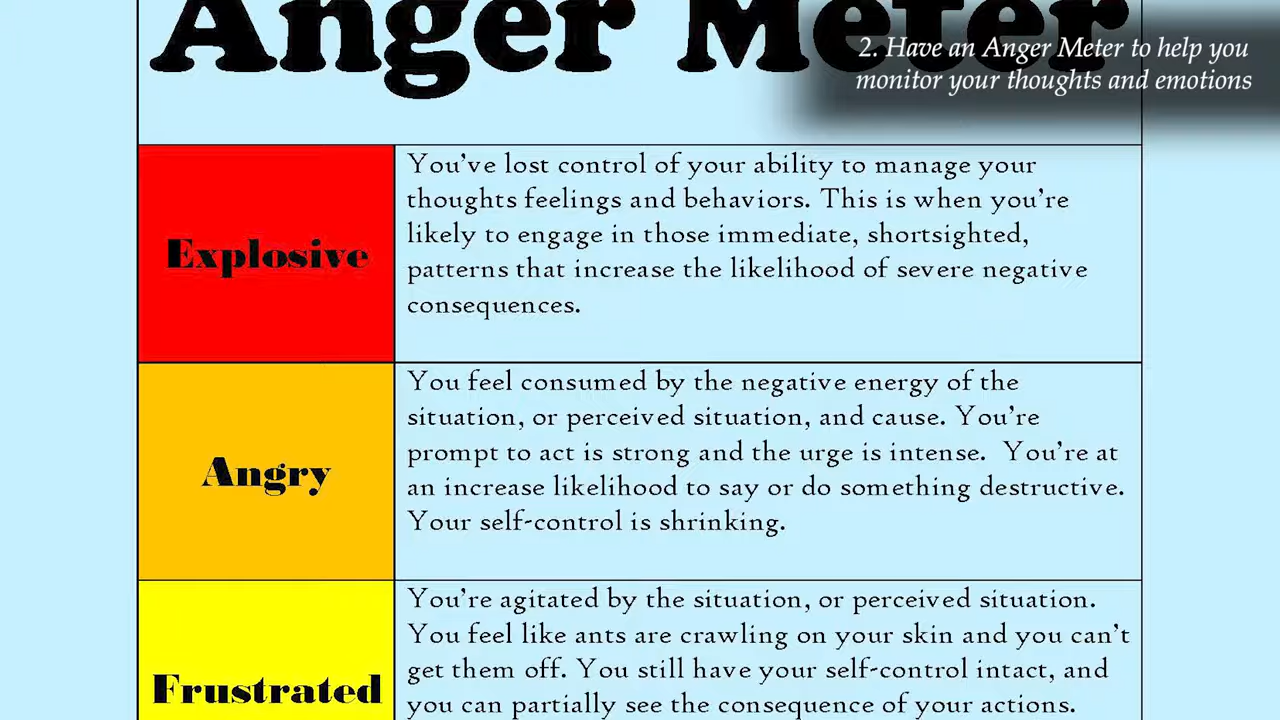 Anger Meter
2. Have an Anger Meter to help you
monitor your thoughts and emotions
Explosive
You've lost control of your ability to manage your
thoughts feelings and behaviors. This is when you're
likely to engage in those immediate, shortsighted,
patterns that increase the likelihood of severe negative
consequences.
Angry
You feel consumed by the negative energy of the
situation, or perceived situation, and cause. You're
prompt to act is strong and the urge is intense.  You're at
an increase likelihood to say or do something destructive.
Your self-control is shrinking.
Frustrated
You're agitated by the situation, or perceived situation.
You feel like ants are crawling on your skin and you can't
get them off. You still have your self-control intact, and
you can partially see the consequence of your actions.